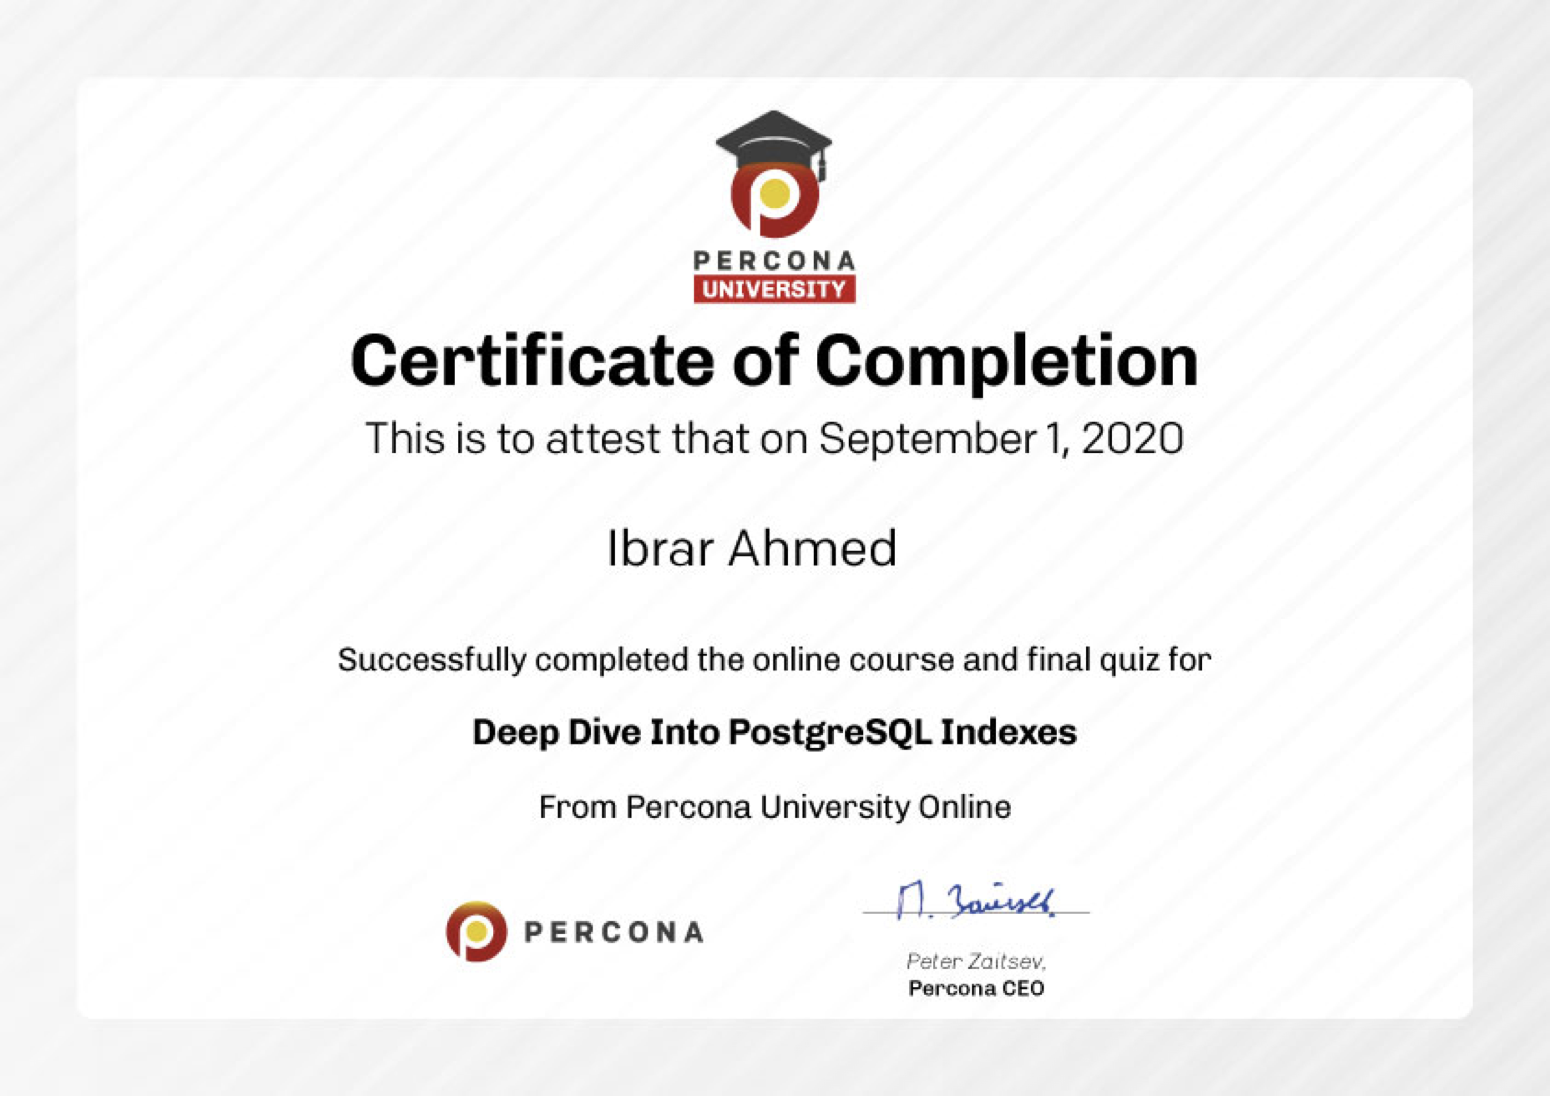 PERCONA
UNIVERSITY
Certificate of Completion
This is to attest that on September 1, 2020
Ibrar Ahmed
Successfully completed the online course and final quiz for
Deep Dive Into PostgreSQL Indexes
From Percona University Online
PERCONA
Peter Zaitsev,
Percona CEO